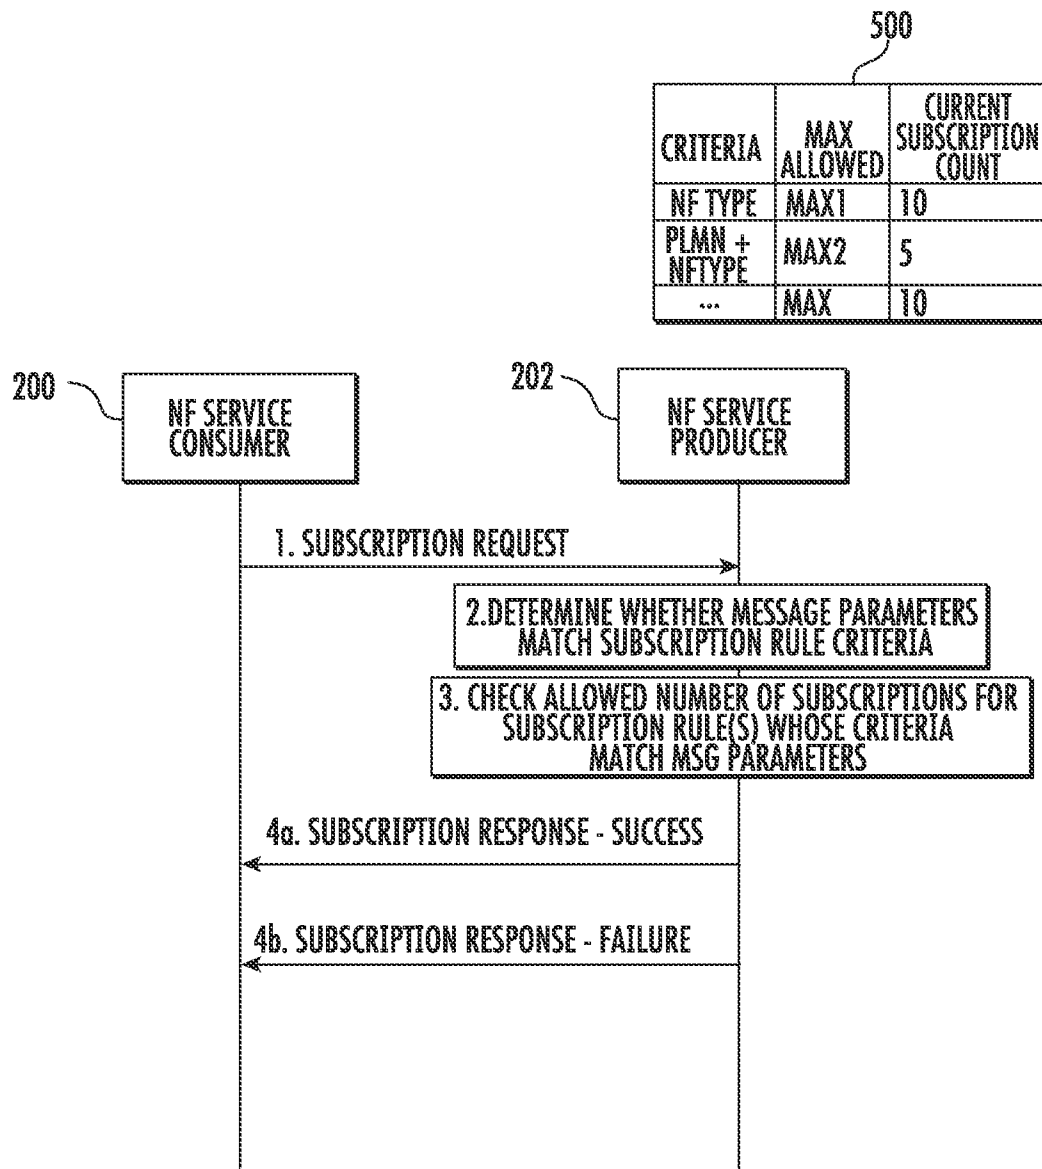 500
CRITERIA
MAX
ALLOWED
CURRENT
SUBSCRIPTION
COUNT
NF TYPE
MAX1
10
PLMN +
NFTYPE
MAX2
5
...
MAX
10
200
NF SERVICE
CONSUMER
202
NF SERVICE
PRODUCER
1. SUBSCRIPTION REQUEST
2.DETERMINE WHETHER MESSAGE PARAMETERS
MATCH SUBSCRIPTION RULE CRITERIA
3. CHECK ALLOWED NUMBER OF SUBSCRIPTIONS FOR
SUBSCRIPTION RULE(S) WHOSE CRITERIA
MATCH MSG PARAMETERS
4a. SUBSCRIPTION RESPONSE - SUCCESS
4b. SUBSCRIPTION RESPONSE - FAILURE